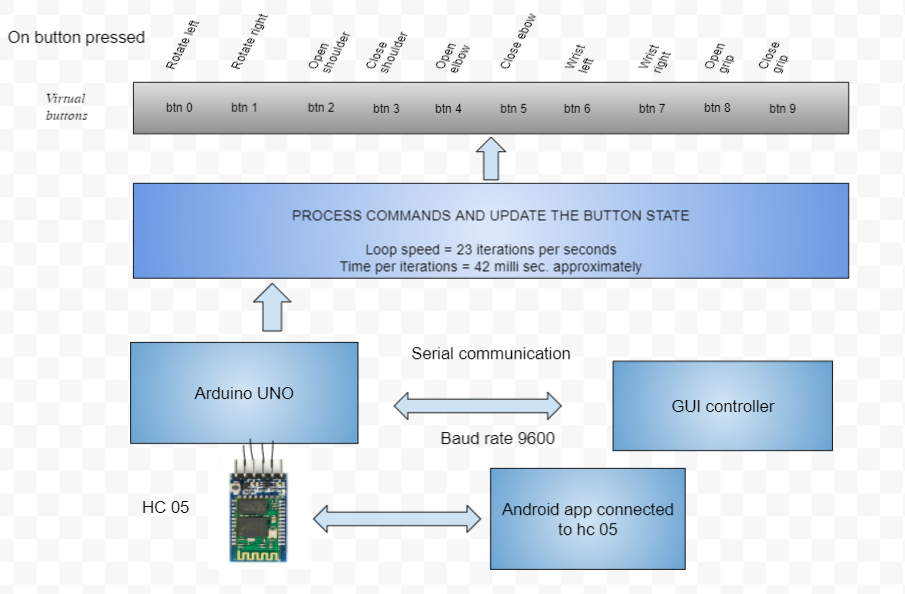 On button pressed
Rotate left
Rotate right
Open
shoulder
Close
shoulder
Open
elbow
Close ebow
Wrist
left
Wrist
right
Open
grip
Close
grip
Virtual
buttons
btn 0
btn 1
btn 2
btn 3
btn 4
btn 5
btn 6
btn 7
btn 8
btn 9
PROCESS COMMANDS AND UPDATE THE BUTTON STATE
Loop speed = 23 iterations per seconds
Time per iterations = 42 milli sec. approximately
Arduino UNO
Serial communication
Baud rate 9600
GUI controller
HC 05
Android app connected
to hc 05